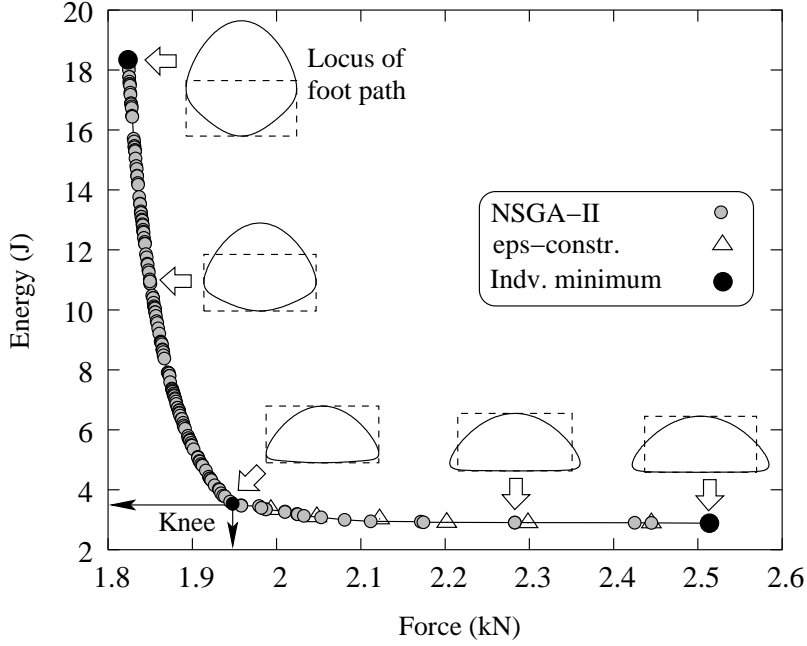 20
18
16
14
12
10
8
6
4
2
Energy (J)
Locus of
foot path
NSGA−II
eps−constr.
Indv. minimum
Knee
1.8
1.9
2
2.1
2.2
2.3
2.4
2.5
2.6
Force (kN)